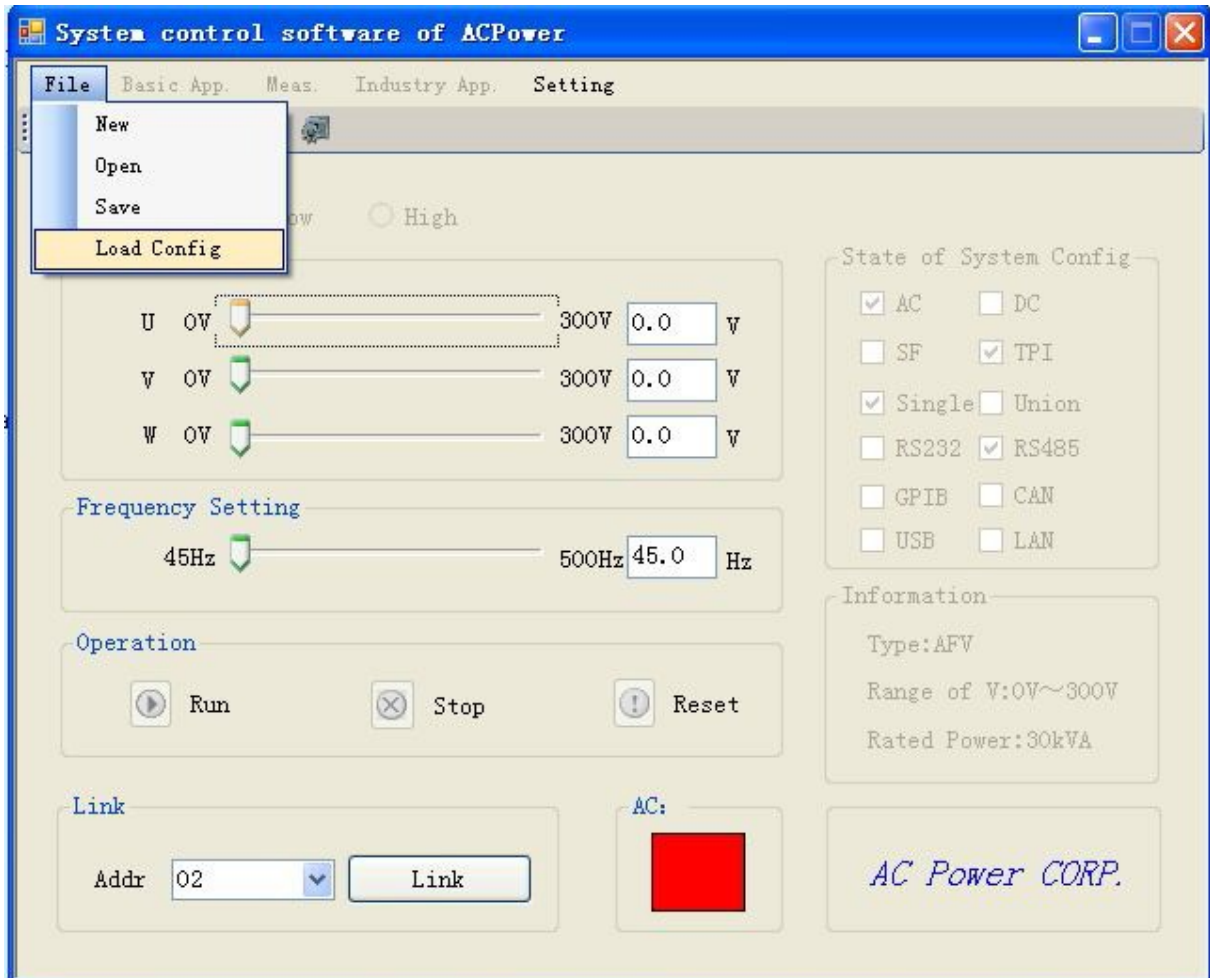 System control software of ACPower
File Basic App. Meas. Industry App. Setting
New
Open
Save
High
Load Config
State of System Config
AC DC
U 0V 300V 0.0 V
SF TPI
V 0V 300V 0.0 V
Single Union
W 0V 300V 0.0 V
RS232 RS485
Frequency Setting
GPIB CAN
45Hz 500Hz 45.0 Hz
USB LAN
Information
Operation
Type:AFV
Run Stop Reset
Range of V:0V~300V
Rated Power:30kVA
Link
AC:
Addr 02 Link
AC Power CORP.